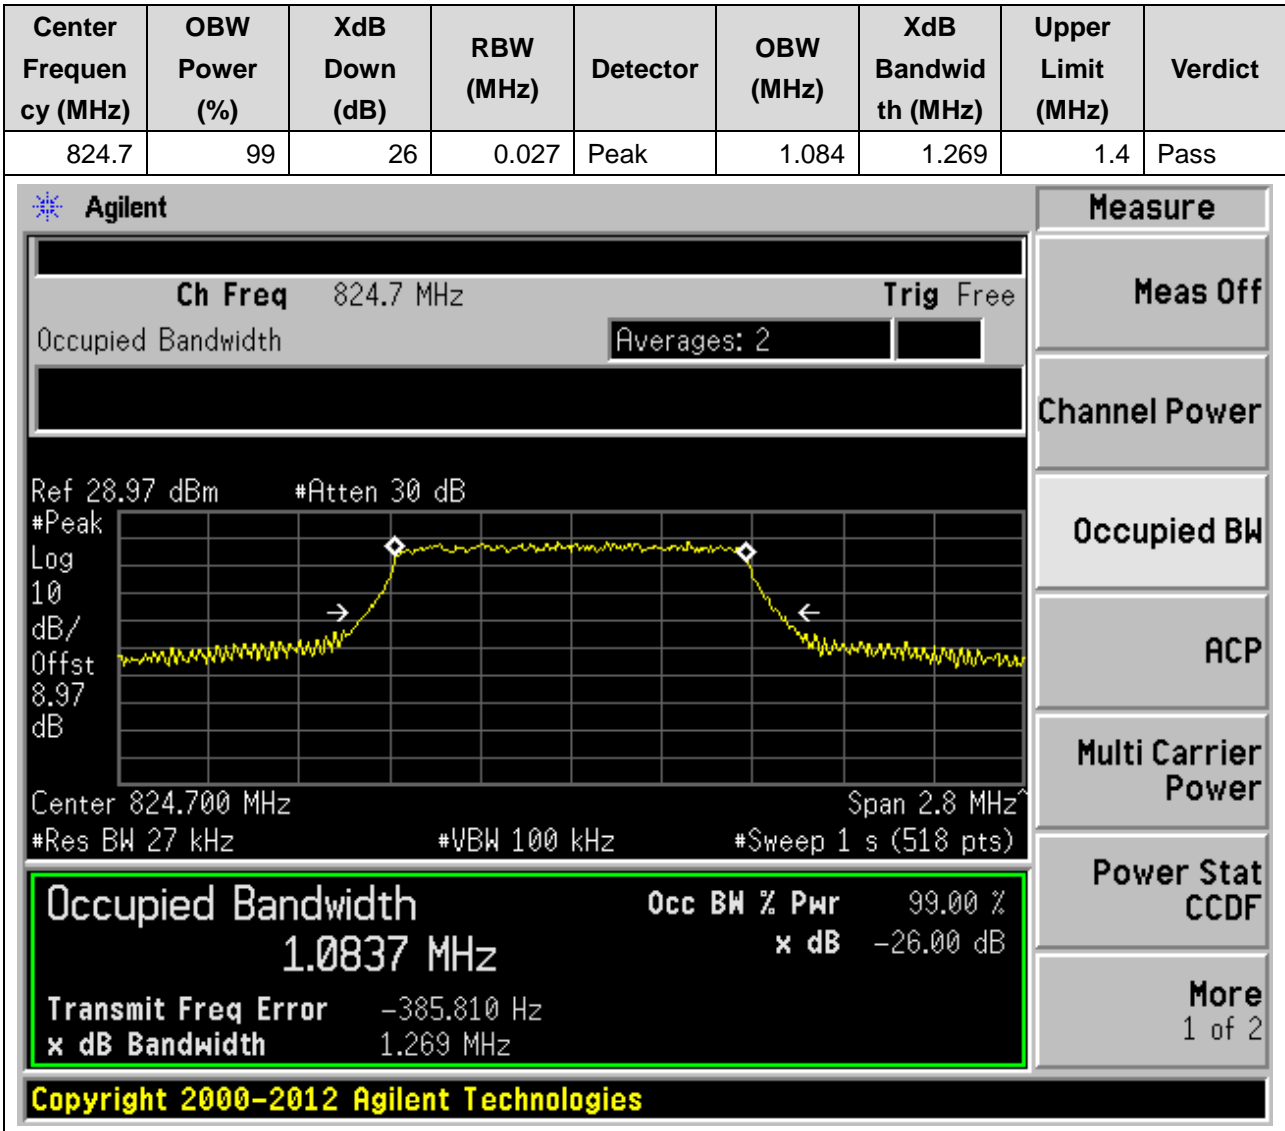 Center OBW XdB RBW Detector OBW XdB Upper Verdict
Frequen Power Down (MHz) (MHz) Bandwid Limit
cy (MHz) (%) (dB) th (MHz) (MHz)
824.7 99 26 0.027 Peak 1.084 1.269 1.4 Pass
Agilent
Measure
Ch Freq 824.7 MHz Trig Free
Meas Off
Occupied Bandwidth Averages: 2
Channel Power
Ref 28.97 dBm #Atten 30 dB
#Peak
Log
10
dB/
Offst
8.97
dB
Occupied BW
ACP
Multi Carrier
Power
Center 824.700 MHz Span 2.8 MHz^
#Res BW 27 kHz #VBW 100 kHz #Sweep 1 s (518 pts)
Power Stat
CCDF
Occupied Bandwidth Occ BW % Pwr 99.00 %
1.0837 MHz x dB -26.00 dB
Transmit Freq Error -385.810 Hz
x dB Bandwidth 1.269 MHz
More
1 of 2
Copyright 2000-2012 Agilent Technologies